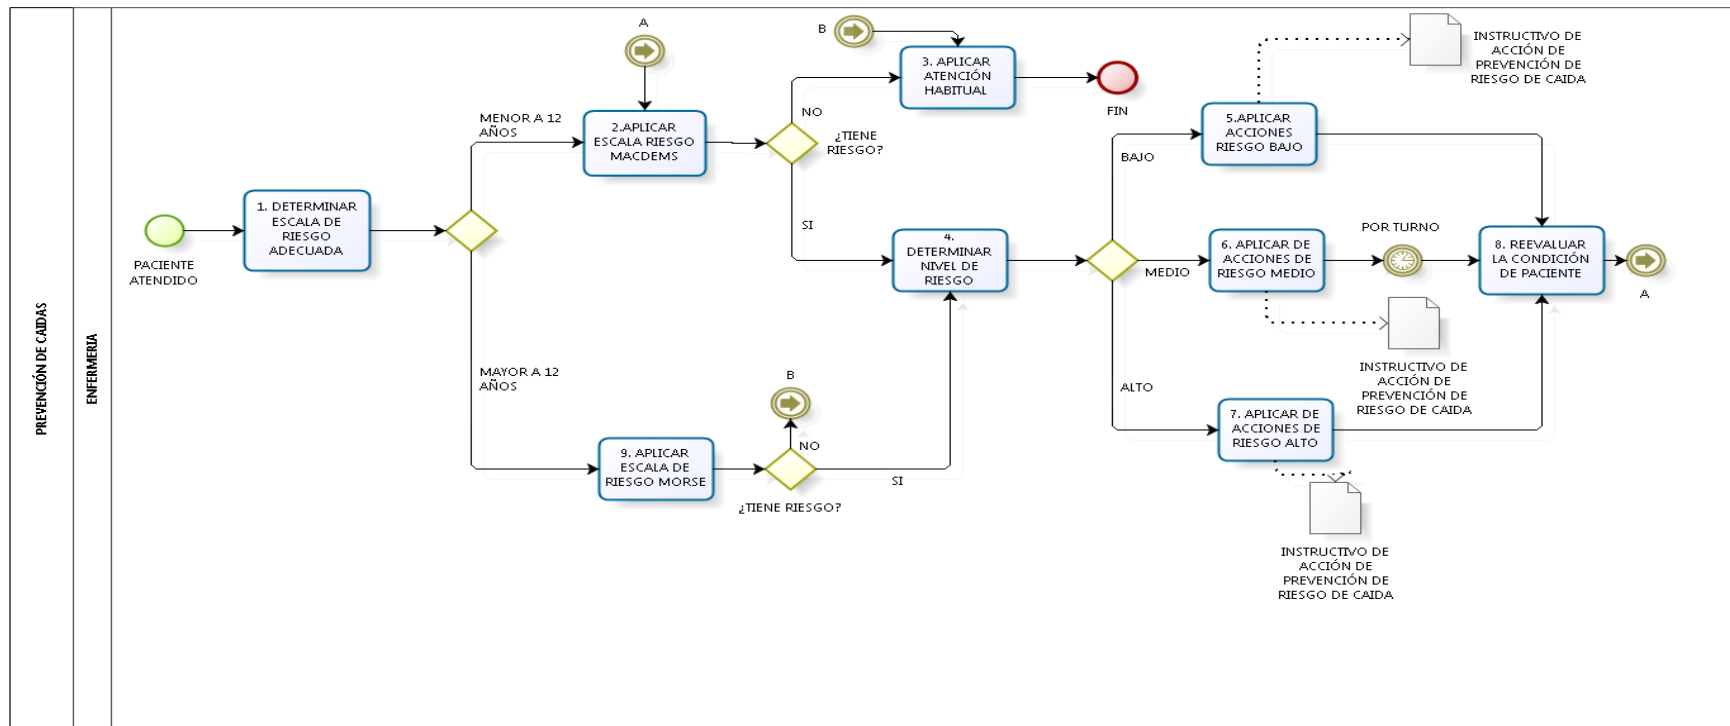 PREVENCIÓN DE CAIDAS
ENFERMERIA
PACIENTE
ATENDIDO
1. DETERMINAR
ESCALA DE
RIESGO
ADECUADA
MENOR A 12
AÑOS
MAYOR A 12
AÑOS
A
2.APLICAR
ESCALA RIESGO
MACDEMS
9. APLICAR
ESCALA DE
RIESGO MORSE
¿TIENE
RIESGO?
NO
SI
B
NO
SI
¿TIENE RIESGO?
B
3. APLICAR
ATENCIÓN
HABITUAL
FIN
4.
DETERMINAR
NIVEL DE
RIESGO
BAJO
MEDIO
ALTO
5.APLICAR
ACCIONES
RIESGO BAJO
INSTRUCTIVO DE
ACCIÓN DE
PREVENCIÓN DE
RIESGO DE CAIDA
6. APLICAR DE
ACCIONES DE
RIESGO MEDIO
POR TURNO
INSTRUCTIVO DE
ACCIÓN DE
PREVENCIÓN DE
RIESGO DE CAIDA
7. APLICAR DE
ACCIONES DE
RIESGO ALTO
INSTRUCTIVO DE
ACCIÓN DE
PREVENCIÓN DE
RIESGO DE CAIDA
8. REEVALUAR
LA CONDICIÓN
DE PACIENTE
A